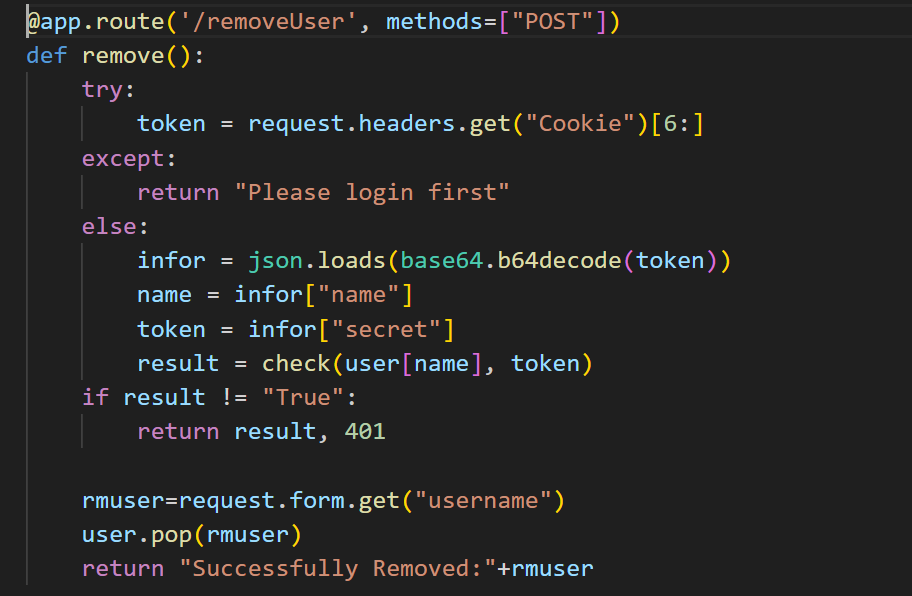 @app.route('/removeUser', methods=["POST"])
def remove():
    try:
        token = request.headers.get("Cookie")[6:]
    except:
        return "Please login first"
    else:
        infor = json.loads(base64.b64decode(token))
        name = infor["name"]
        token = infor["secret"]
        result = check(user[name], token)
    if result != "True":
        return result, 401

    rmuser=request.form.get("username")
    user.pop(rmuser)
    return "Successfully Removed:"+rmuser